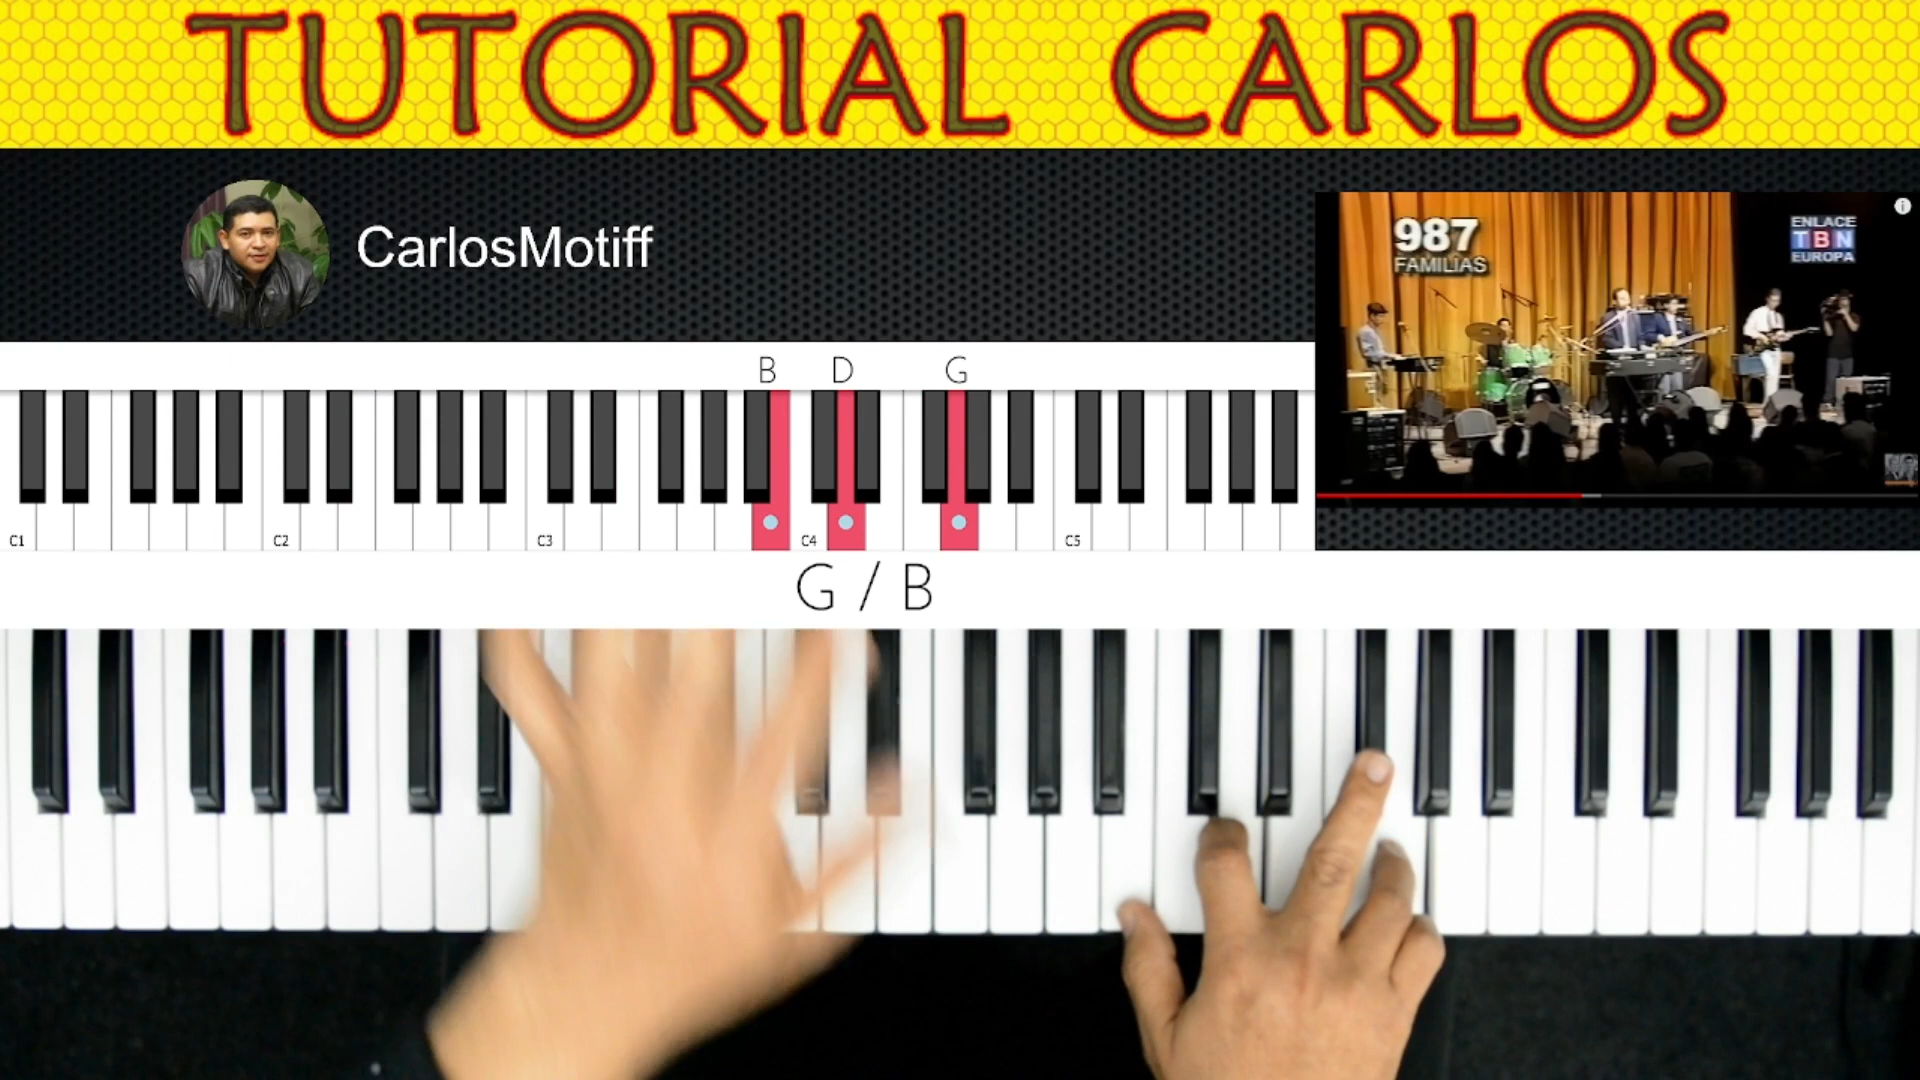 TUTORIAL CARLOS
CarlosMotiff
987
FAMILIAS
ENLACE
TBN
EUROPA
B D G
C1 C2 C3 C4 C5
G / B